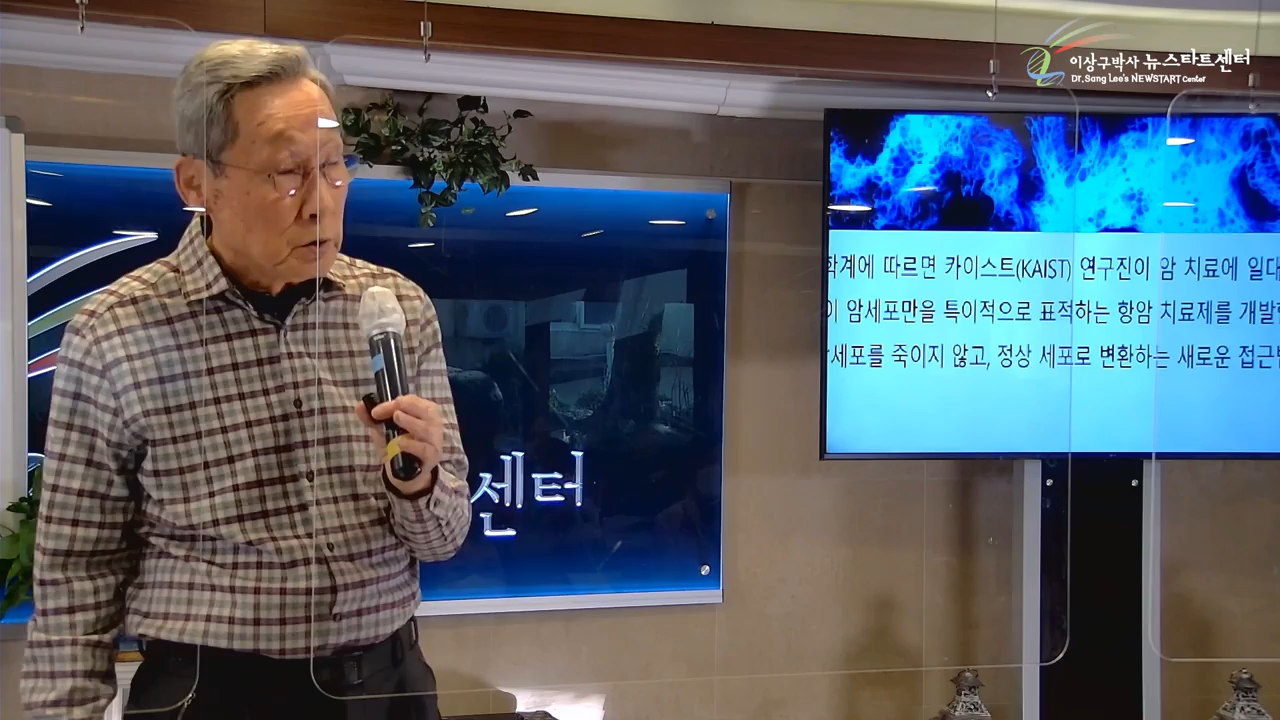 이상구박사 뉴스타트센터
Dr. Sang Lee's NEWSTART Center
학계에 따르면 카이스트(KAIST) 연구진이 암 치료에 일대
이 암세포만을 특이적으로 표적하는 항암 치료제를 개발
암세포를 죽이지 않고, 정상 세포로 변환하는 새로운 접근
센터